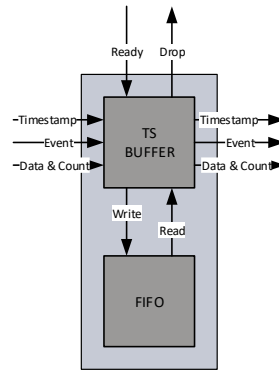 Ready Drop
Timestamp Timestamp
TS
BUFFER
Event Event
Data & Count Data & Count
Write Read
FIFO